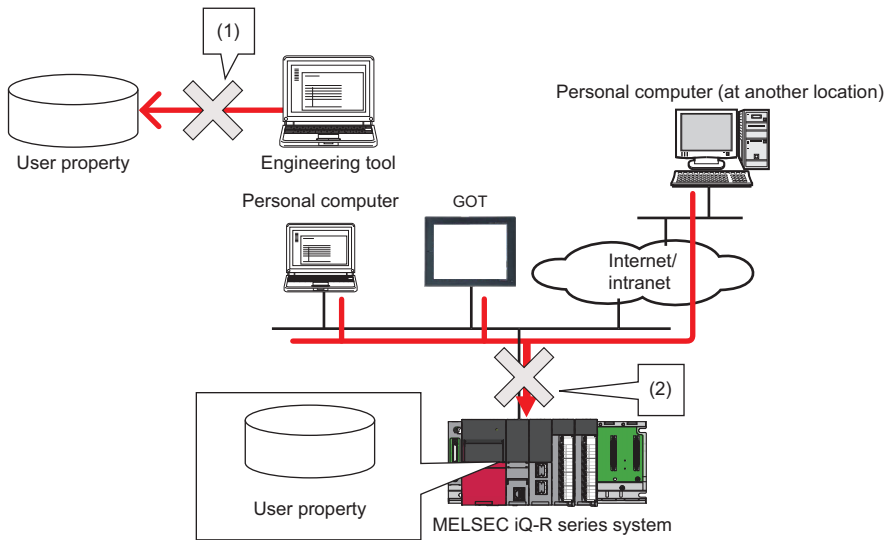 (1)
User property
Engineering tool
Personal computer (at another location)
Personal computer
GOT
Internet/
intranet
(2)
User property
MELSEC iQ-R series system